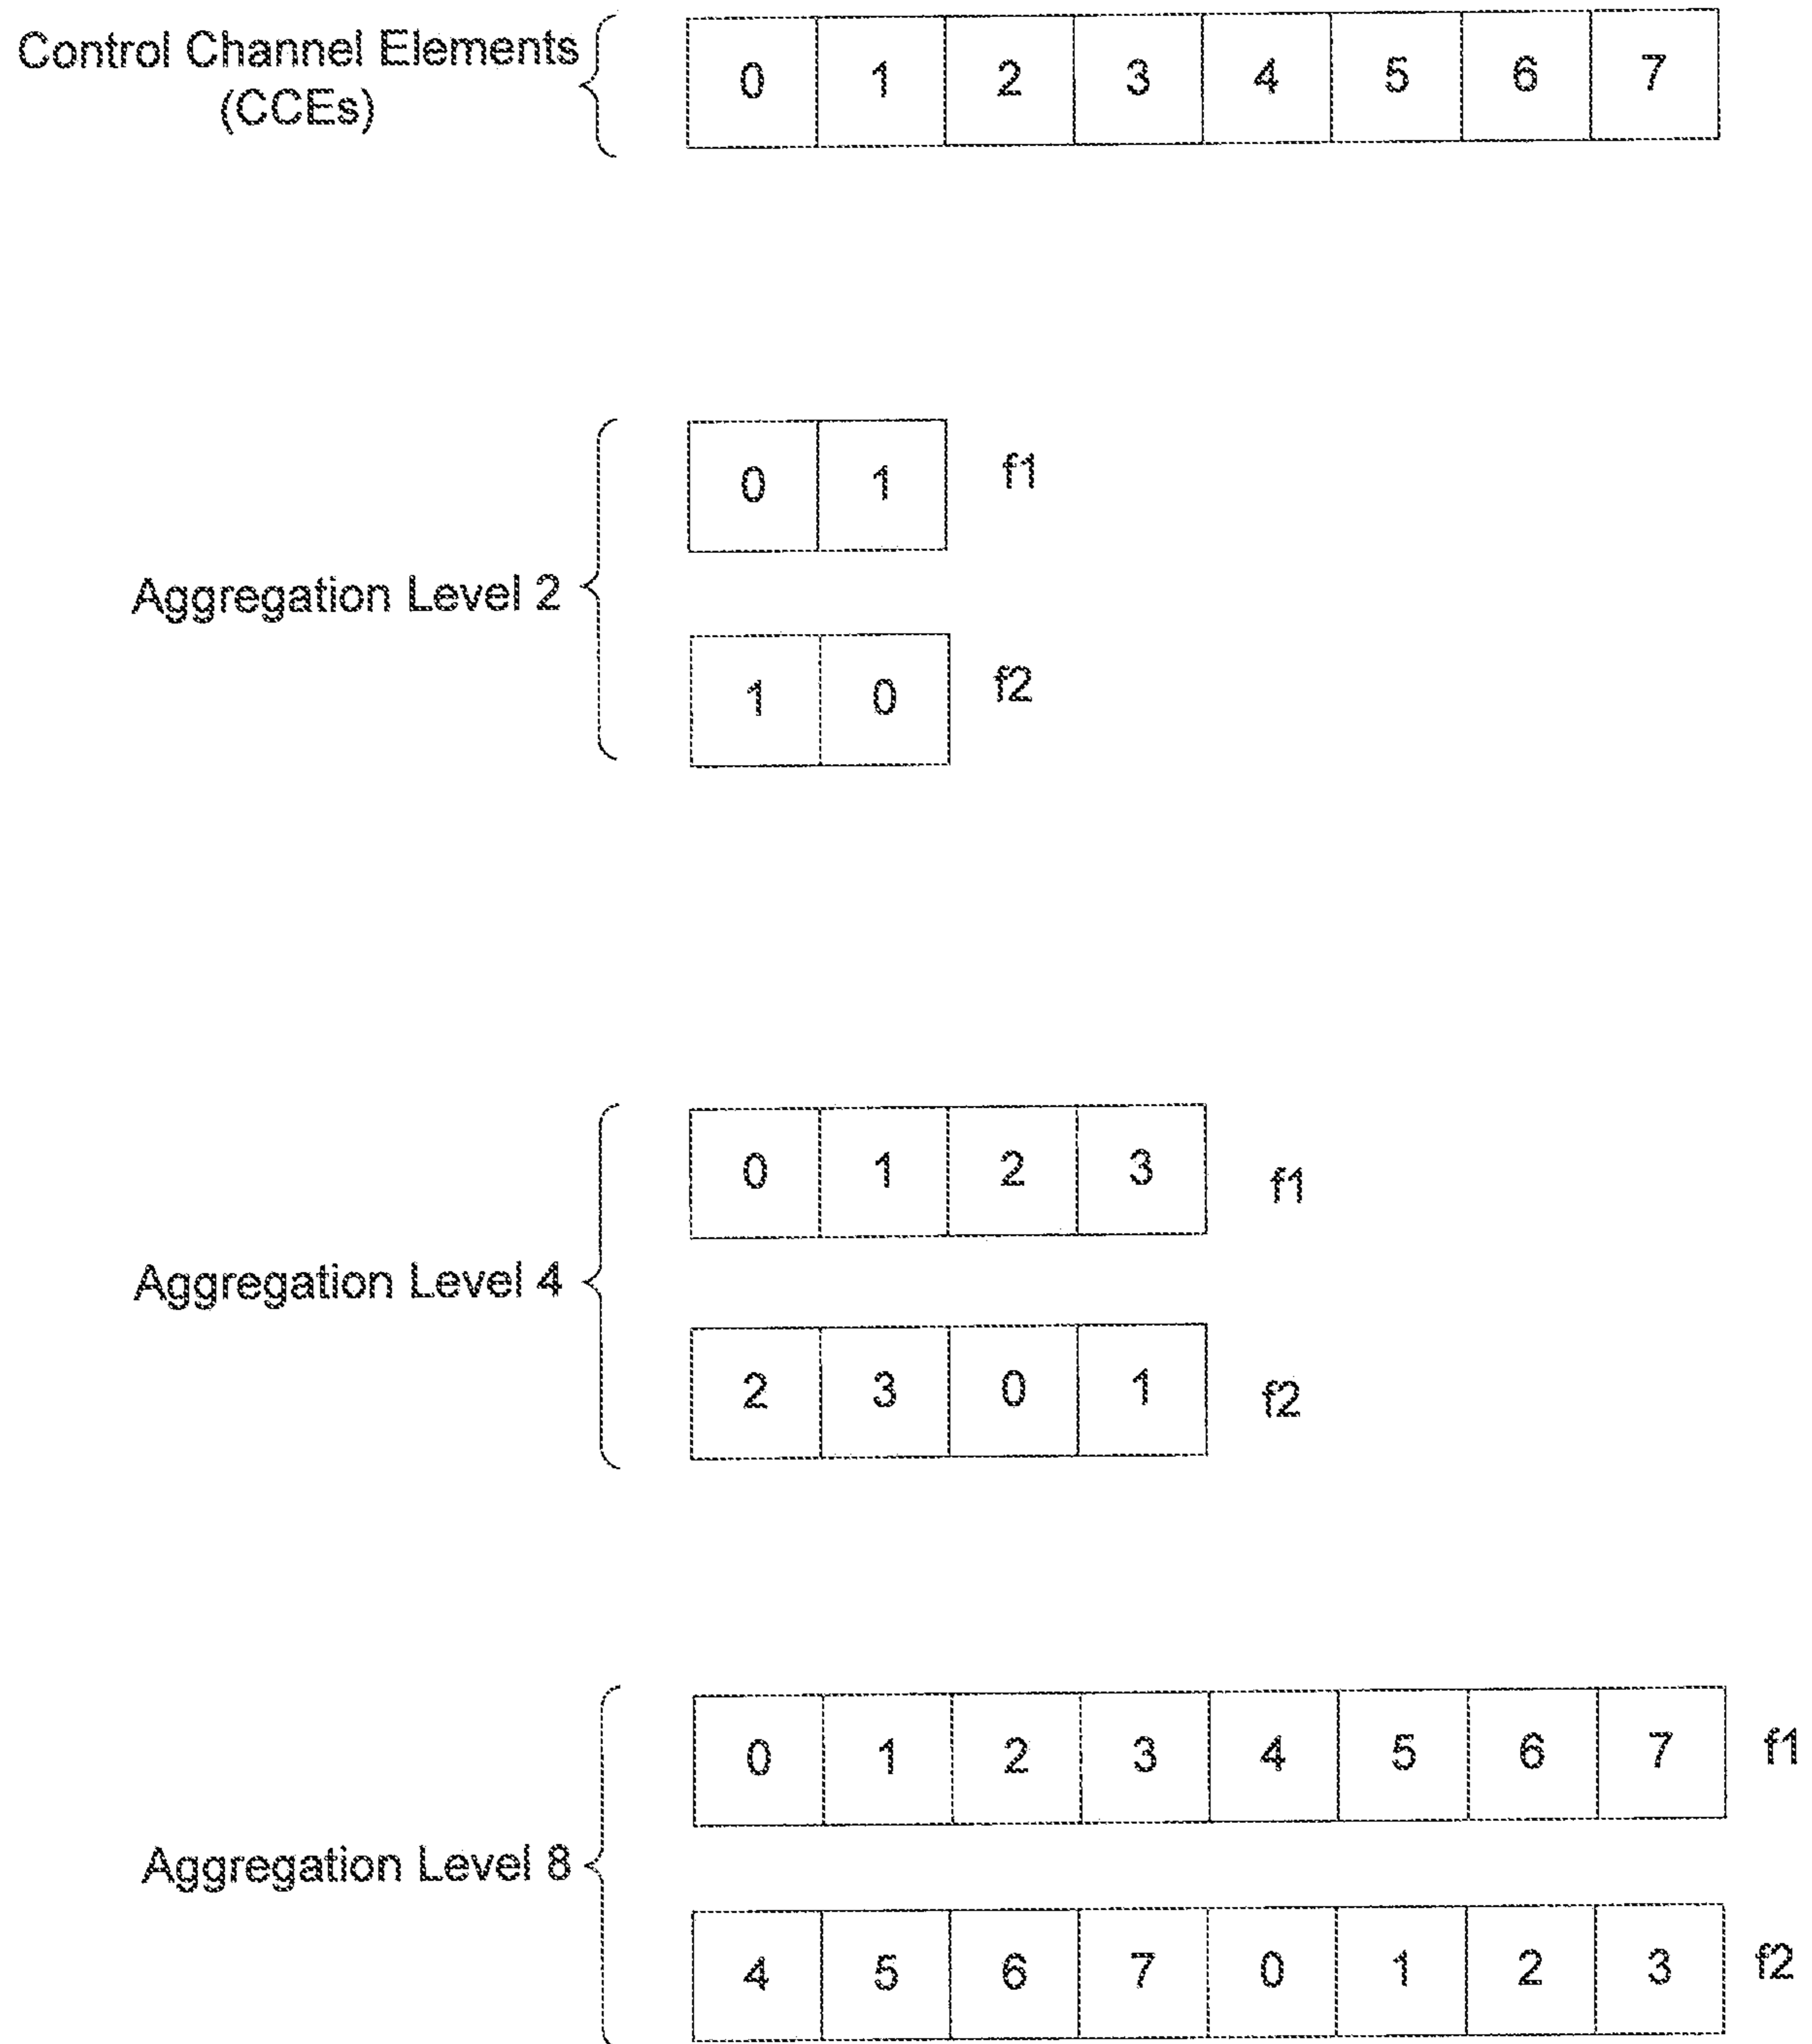 Control Channel Elements
(CCEs)
0 1 2 3 4 5 6 7
Aggregation Level 2
0 1 f1
1 0 f2
Aggregation Level 4
0 1 2 3 f1
2 3 0 1 f2
Aggregation Level 8
0 1 2 3 4 5 6 7 f1
4 5 6 7 0 1 2 3 f2